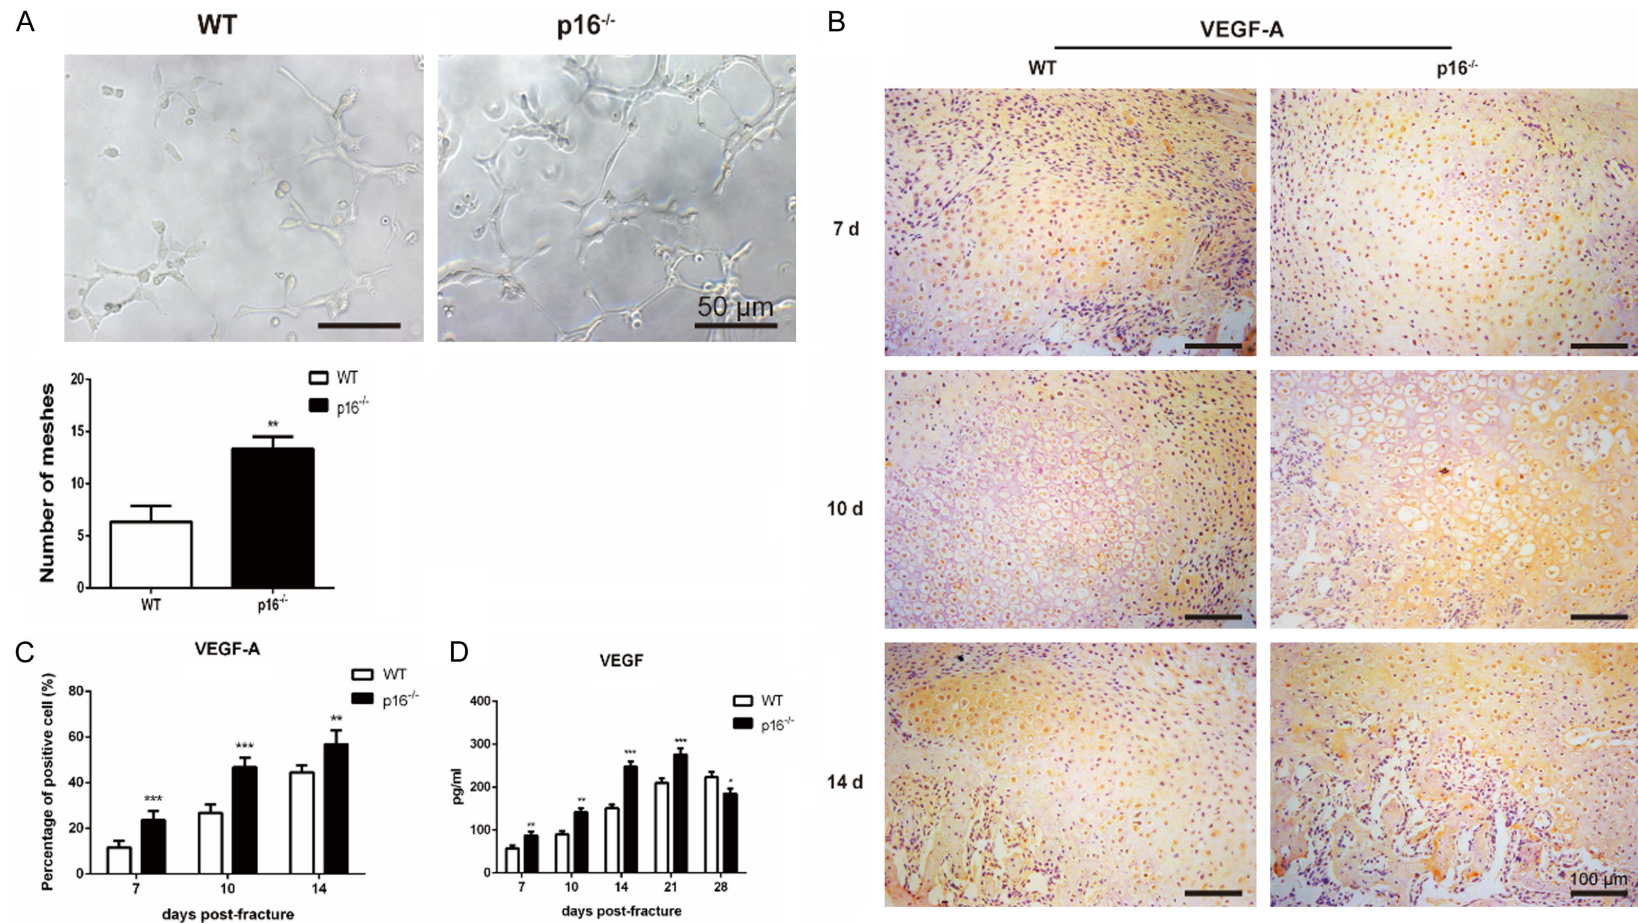 A
WT
p16-/-
50 µm
Number of meshes
20
15
10
5
0
**
WT
p16-/-
WT
p16-/-
B
VEGF-A
WT
p16-/-
7 d
10 d
14 d
100 µm
C
VEGF-A
WT
p16-/-
Percentage of positive cell (%)
80
60
40
20
0
***
***
**
7 10 14
days post-fracture
D
VEGF
WT
p16-/-
pg/ml
400
300
200
100
0
**
**
***
***
*
7 10 14 21 28
days post-fracture